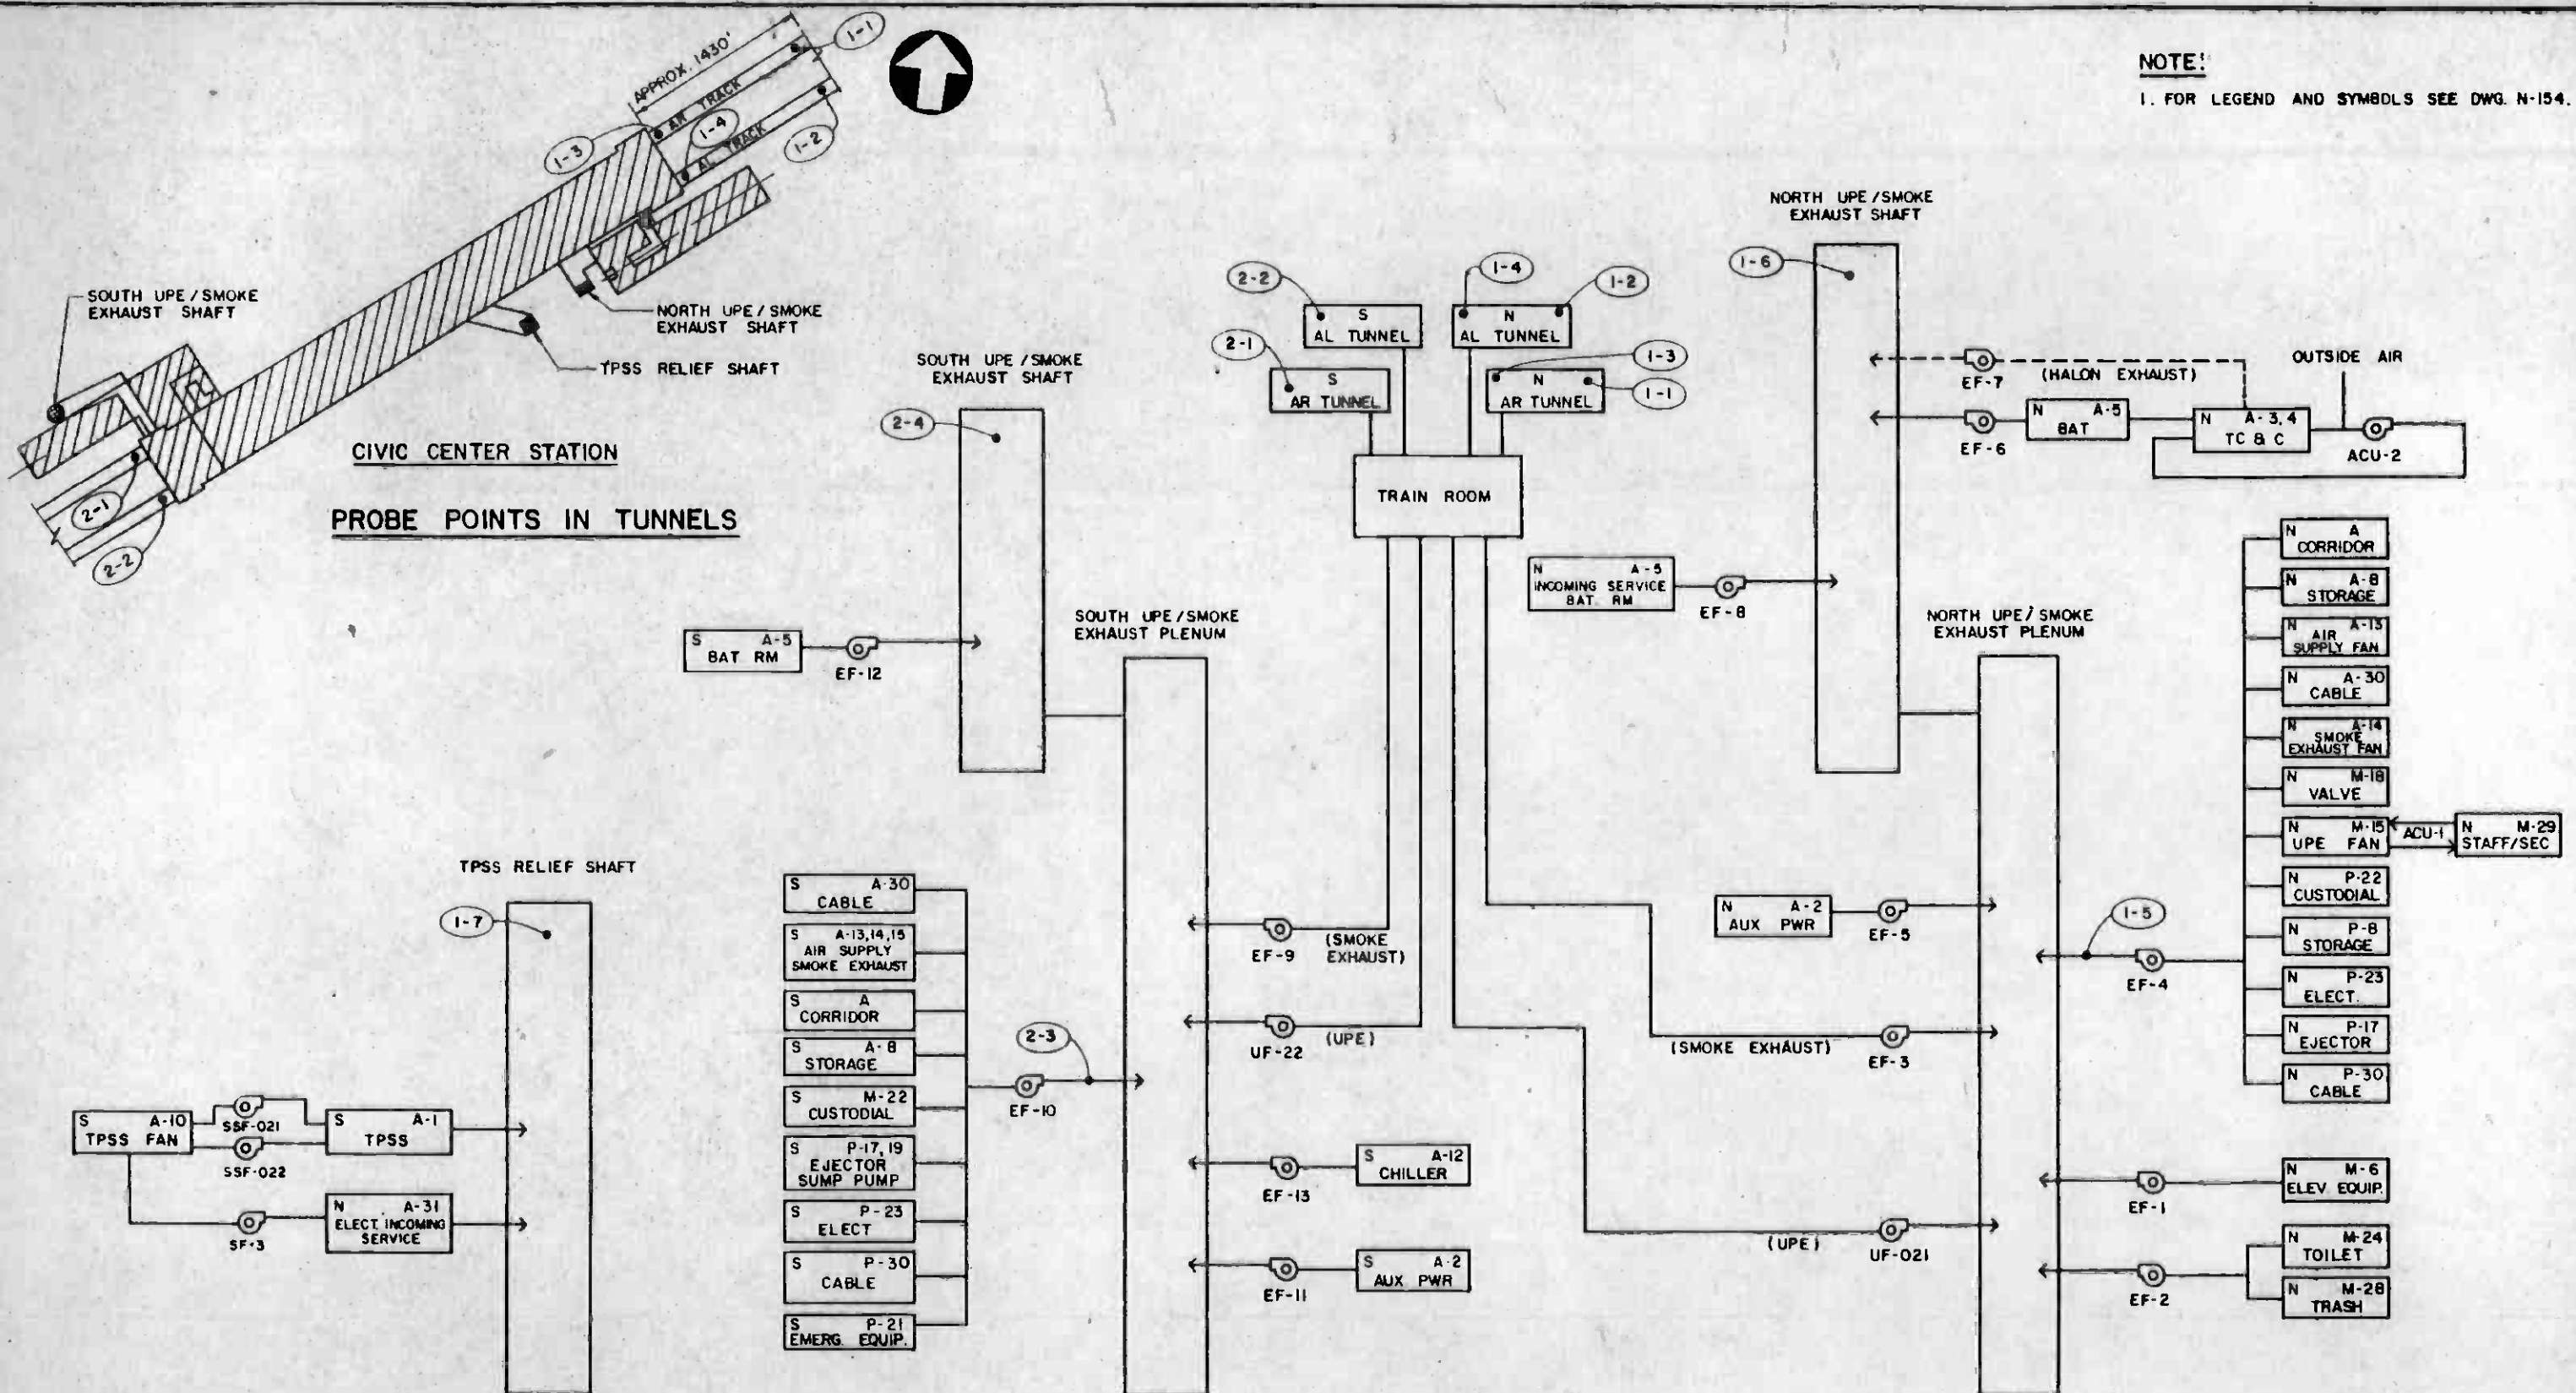 NOTE:
1. FOR LEGEND AND SYMBOLS SEE DWG. N-154.
APPROX. 1430'
AR TRACK
AL TRACK
1-1
1-2
1-3
1-4
SOUTH UPE/SMOKE
EXHAUST SHAFT
NORTH UPE/SMOKE
EXHAUST SHAFT
TPSS RELIEF SHAFT
CIVIC CENTER STATION
PROBE POINTS IN TUNNELS
2-1
2-2
SOUTH UPE/SMOKE
EXHAUST SHAFT
2-4
S A-5
BAT RM
EF-12
2-2
S
AL TUNNEL
1-4
1-2
N
AL TUNNEL
2-1
S
AR TUNNEL
1-3
1-1
N
AR TUNNEL
TRAIN ROOM
NORTH UPE/SMOKE
EXHAUST SHAFT
1-6
EF-7
(HALON EXHAUST)
OUTSIDE AIR
EF-6
N A-5
BAT
N A-3,4
TC & C
ACU-2
N A-5
INCOMING SERVICE
BAT. RM
EF-8
SOUTH UPE/SMOKE
EXHAUST PLENUM
NORTH UPE/SMOKE
EXHAUST PLENUM
N A
CORRIDOR
N A-8
STORAGE
N A-13
AIR
SUPPLY FAN
N A-30
CABLE
N A-14
SMOKE
EXHAUST FAN
N M-18
VALVE
N M-15
UPE FAN
ACU-1
N M-29
STAFF/SEC
N P-22
CUSTODIAL
N P-8
STORAGE
N P-23
ELECT.
N P-17
EJECTOR
N P-30
CABLE
1-5
EF-4
N M-6
ELEV EQUIP.
EF-1
N M-24
TOILET
N M-28
TRASH
EF-2
TPSS RELIEF SHAFT
1-7
S A-10
TPSS FAN
SSF-021
SSF-022
S A-1
TPSS
SF-3
N A-31
ELECT. INCOMING
SERVICE
S A-30
CABLE
S A-13,14,15
AIR SUPPLY
SMOKE EXHAUST
S A
CORRIDOR
S A-8
STORAGE
S M-22
CUSTODIAL
S P-17,19
EJECTOR
SUMP PUMP
S P-23
ELECT
S P-30
CABLE
S P-21
EMERG. EQUIP.
2-3
EF-10
EF-9
(SMOKE
EXHAUST)
UF-22
(UPE)
EF-13
S A-12
CHILLER
EF-11
S A-2
AUX PWR
N A-2
AUX PWR
EF-5
(SMOKE EXHAUST)
EF-3
(UPE)
UF-021